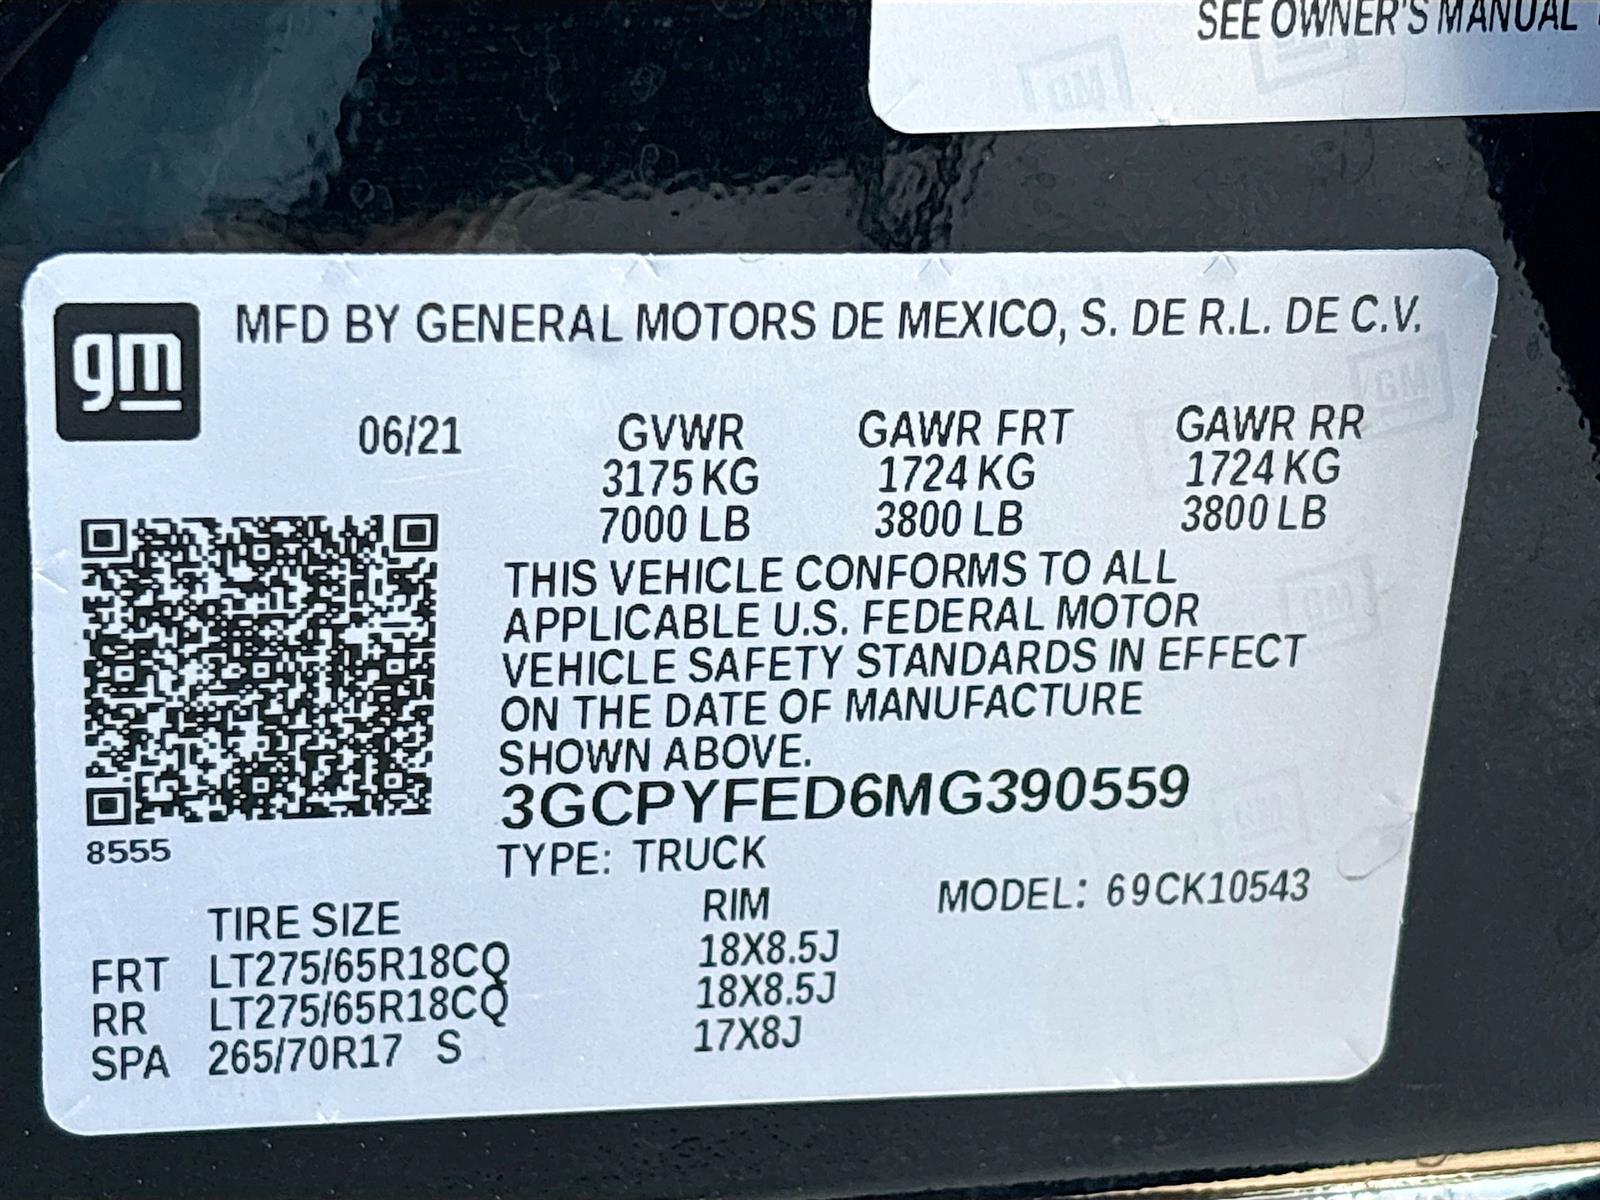 SEE OWNER'S MANUAL
gm
MFD BY GENERAL MOTORS DE MEXICO, S. DE R.L. DE C.V.
06/21 GVWR GAWR FRT GAWR RR
3175 KG 1724 KG 1724 KG
7000 LB 3800 LB 3800 LB
THIS VEHICLE CONFORMS TO ALL
APPLICABLE U.S. FEDERAL MOTOR
VEHICLE SAFETY STANDARDS IN EFFECT
ON THE DATE OF MANUFACTURE
SHOWN ABOVE.
3GCPYFED6MG390559
8555
TYPE: TRUCK
MODEL: 69CK10543
TIRE SIZE RIM
FRT LT275/65R18CQ 18X8.5J
RR LT275/65R18CQ 18X8.5J
SPA 265/70R17 S 17X8J